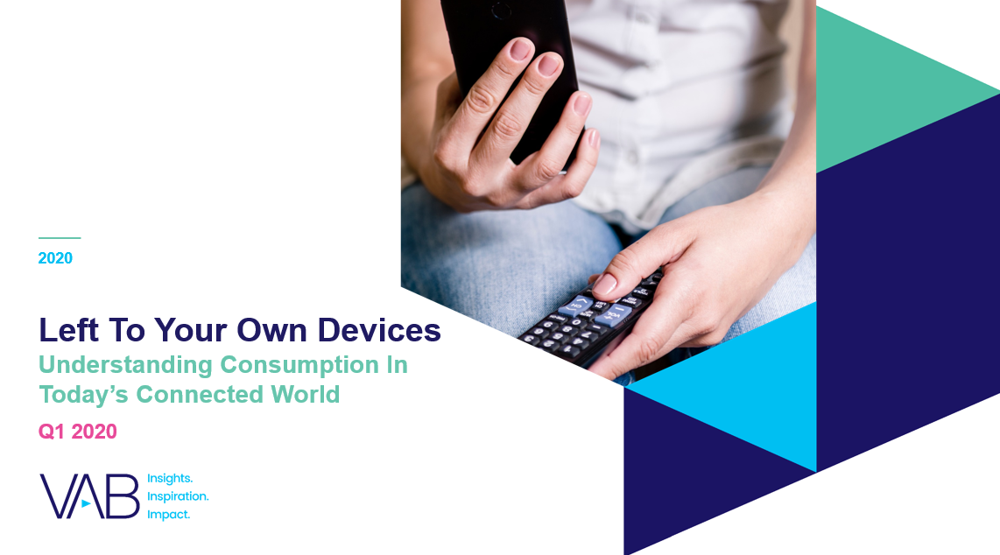 2020
Left To Your Own Devices
Understanding Consumption In
Today’s Connected World
Q1 2020
VAB
Insights.
Inspiration.
Impact.